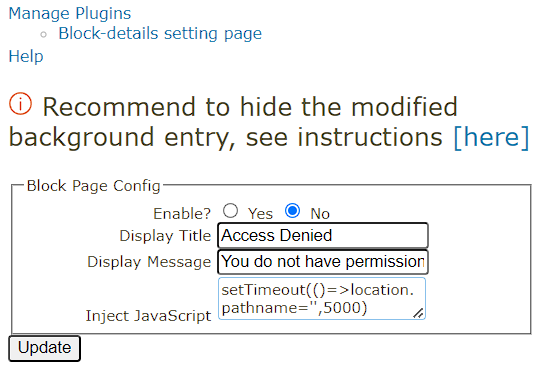 Manage Plugins
Block-details setting page
Help
Recommend to hide the modified
background entry, see instructions [here]
Block Page Config
Enable? Yes No
Display Title Access Denied
Display Message You do not have permission
Inject JavaScript setTimeout(()=>location.
pathname='',5000)
Update